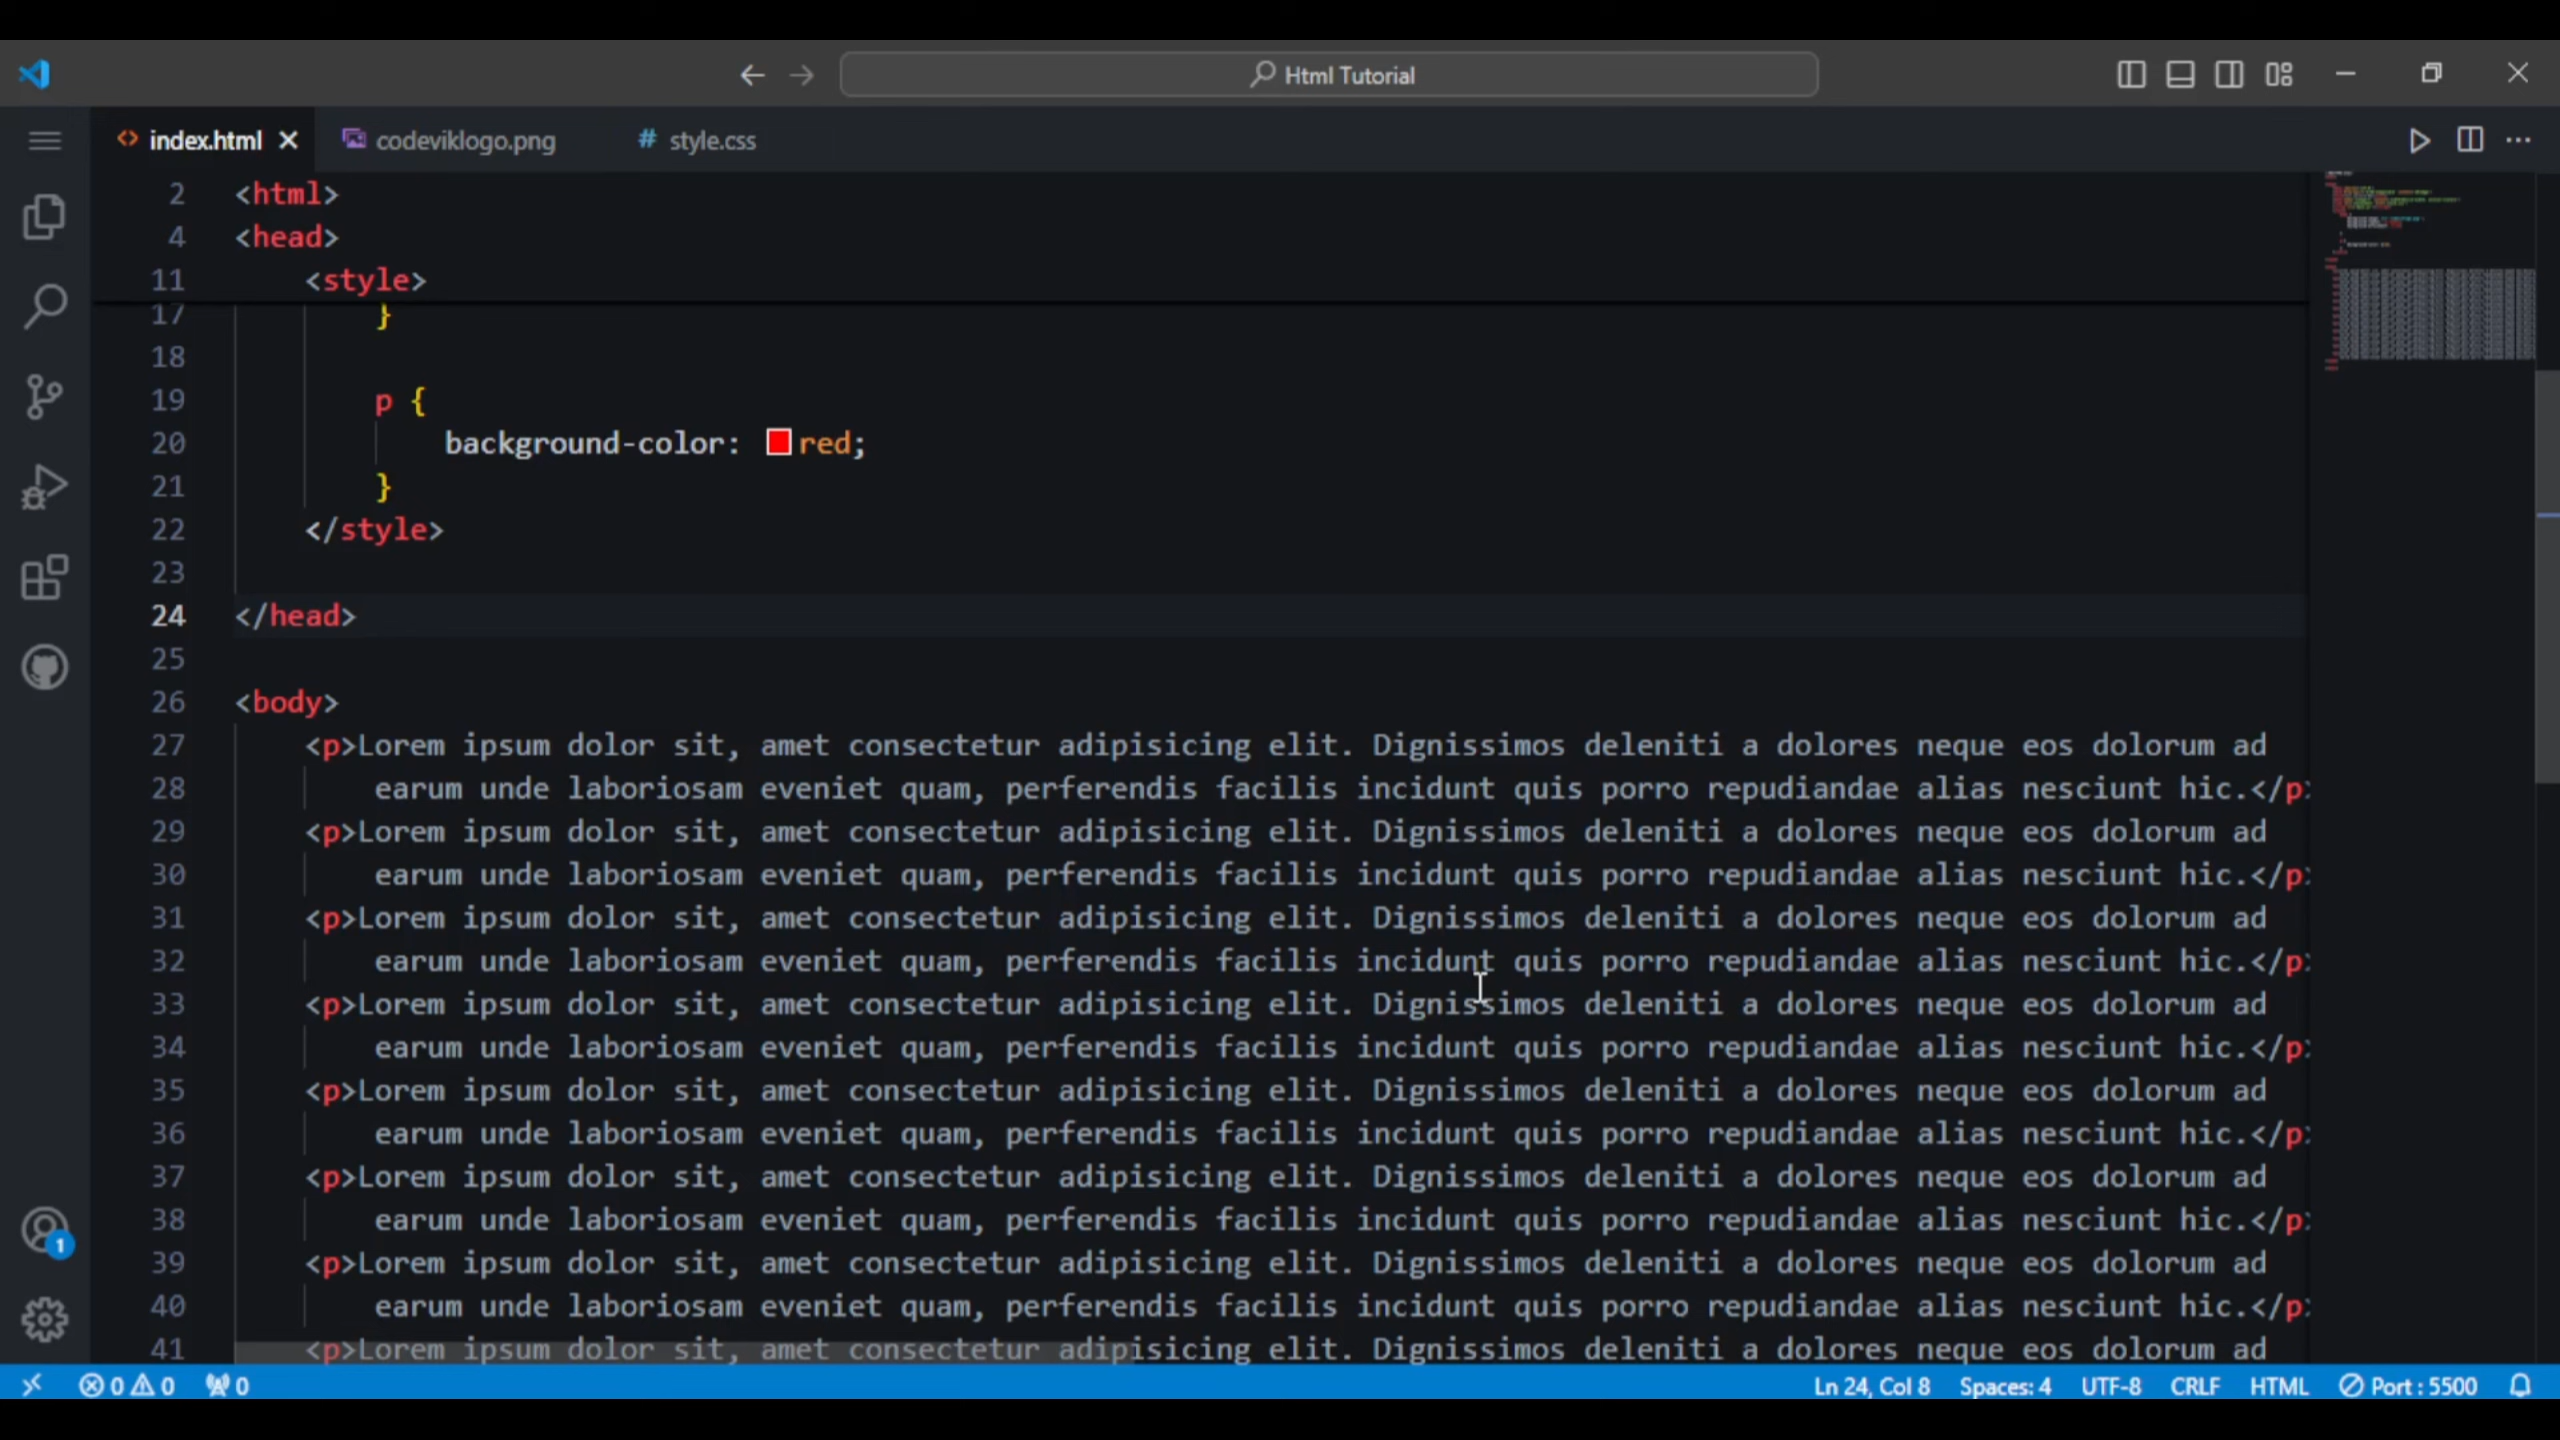 Html Tutorial
index.html
codeviklogo.png
# style.css
2 <html>
4 <head>
11 <style>
17 }
18
19 p {
20 background-color: red;
21 }
22 </style>
23
24 </head>
25
26 <body>
27 <p>Lorem ipsum dolor sit, amet consectetur adipisicing elit. Dignissimos deleniti a dolores neque eos dolorum ad
28 earum unde laboriosam eveniet quam, perferendis facilis incidunt quis porro repudiandae alias nesciunt hic.</p>
29 <p>Lorem ipsum dolor sit, amet consectetur adipisicing elit. Dignissimos deleniti a dolores neque eos dolorum ad
30 earum unde laboriosam eveniet quam, perferendis facilis incidunt quis porro repudiandae alias nesciunt hic.</p>
31 <p>Lorem ipsum dolor sit, amet consectetur adipisicing elit. Dignissimos deleniti a dolores neque eos dolorum ad
32 earum unde laboriosam eveniet quam, perferendis facilis incidunt quis porro repudiandae alias nesciunt hic.</p>
33 <p>Lorem ipsum dolor sit, amet consectetur adipisicing elit. Dignissimos deleniti a dolores neque eos dolorum ad
34 earum unde laboriosam eveniet quam, perferendis facilis incidunt quis porro repudiandae alias nesciunt hic.</p>
35 <p>Lorem ipsum dolor sit, amet consectetur adipisicing elit. Dignissimos deleniti a dolores neque eos dolorum ad
36 earum unde laboriosam eveniet quam, perferendis facilis incidunt quis porro repudiandae alias nesciunt hic.</p>
37 <p>Lorem ipsum dolor sit, amet consectetur adipisicing elit. Dignissimos deleniti a dolores neque eos dolorum ad
38 earum unde laboriosam eveniet quam, perferendis facilis incidunt quis porro repudiandae alias nesciunt hic.</p>
39 <p>Lorem ipsum dolor sit, amet consectetur adipisicing elit. Dignissimos deleniti a dolores neque eos dolorum ad
40 earum unde laboriosam eveniet quam, perferendis facilis incidunt quis porro repudiandae alias nesciunt hic.</p>
41 <p>Lorem ipsum dolor sit, amet consectetur adipisicing elit. Dignissimos deleniti a dolores neque eos dolorum ad
1
0 0 0 Ln 24, Col 8 Spaces: 4 UTF-8 CRLF HTML Port : 5500